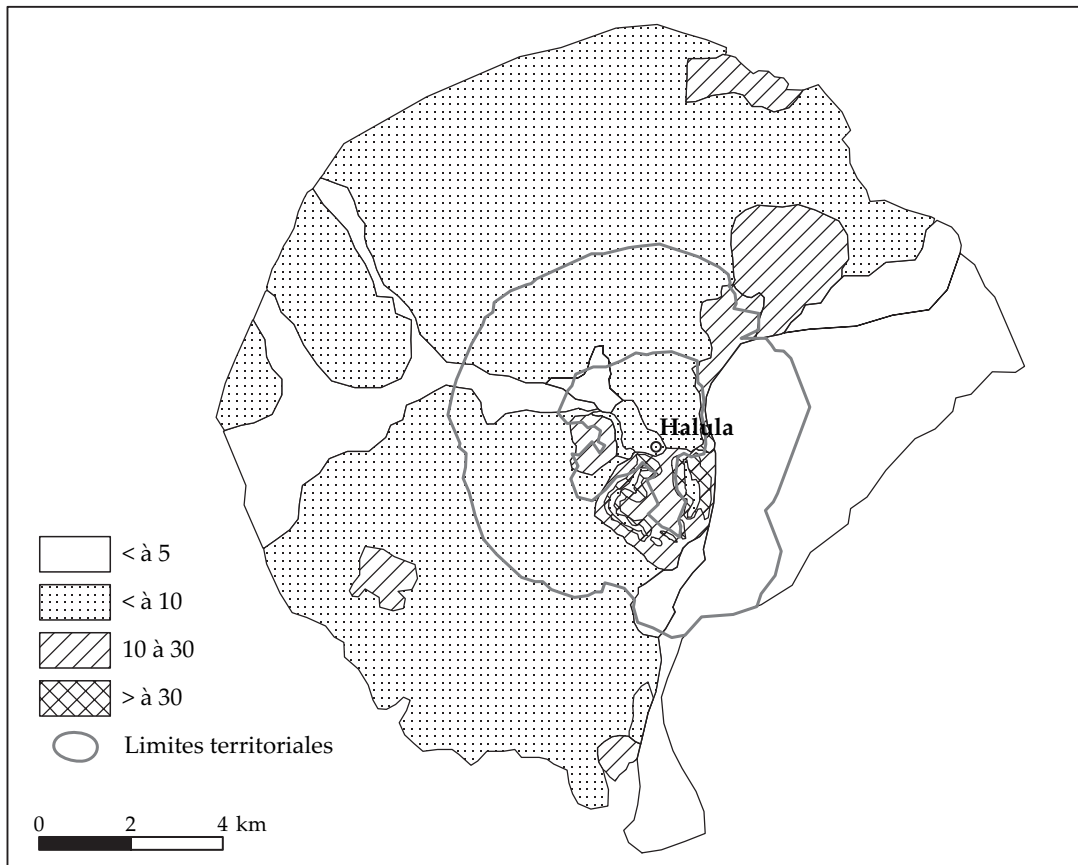 Halula
< à 5
< à 10
10 à 30
> à 30
Limites territoriales
0 2 4 km